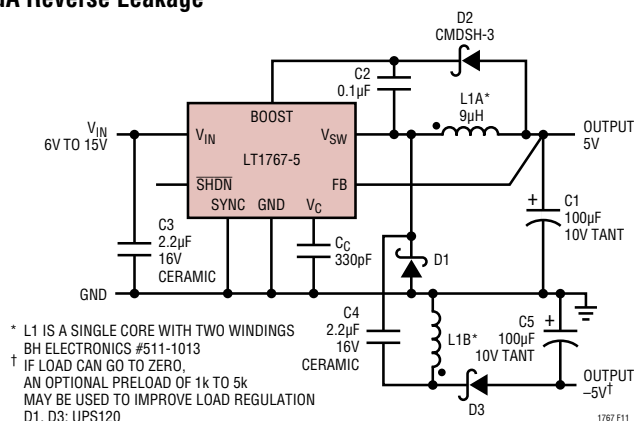 A Reverse Leakage
D2
CMDSH-3
C2
0.1µF
L1A*
9µH
BOOST
VIN
6V TO 15V
VIN
VSW
OUTPUT
5V
LT1767-5
SHDN
FB
SYNC GND VC
+
C1
100µF
10V TANT
C3
2.2µF
16V
CERAMIC
CC
330pF
D1
GND
C4
2.2µF
16V
CERAMIC
L1B*
C5
100µF
10V TANT
+
OUTPUT
–5V†
D3
* L1 IS A SINGLE CORE WITH TWO WINDINGS
BH ELECTRONICS #511-1013
† IF LOAD CAN GO TO ZERO,
AN OPTIONAL PRELOAD OF 1k TO 5k
MAY BE USED TO IMPROVE LOAD REGULATION
D1, D3: UPS120
1767 F11